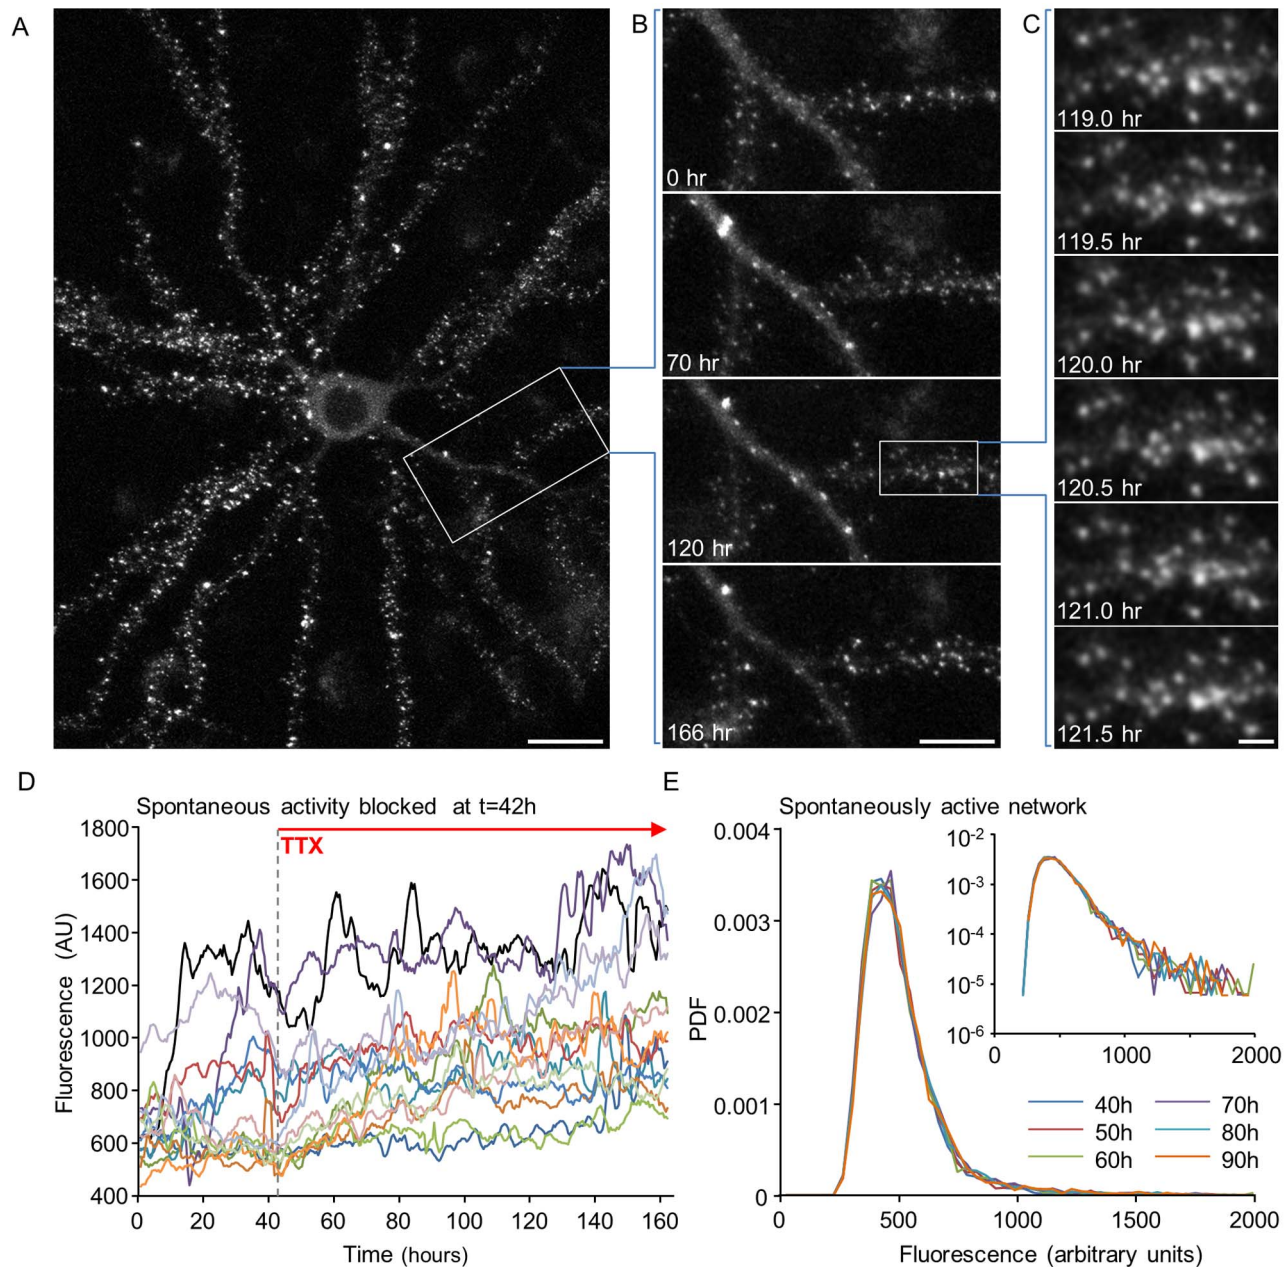 A
B
C
0 hr
70 hr
120 hr
166 hr
119.0 hr
119.5 hr
120.0 hr
120.5 hr
121.0 hr
121.5 hr
D
Spontaneous activity blocked at t=42h
TTX
1800
1600
1400
1200
1000
800
600
400
Fluorescence (AU)
0 20 40 60 80 100 120 140 160
Time (hours)
E
Spontaneously active network
0.004
0.003
0.002
0.001
0
PDF
0 500 1000 1500 2000
Fluorescence (arbitrary units)
10-2
10-3
10-4
10-5
10-6
0 1000 2000
40h 70h
50h 80h
60h 90h